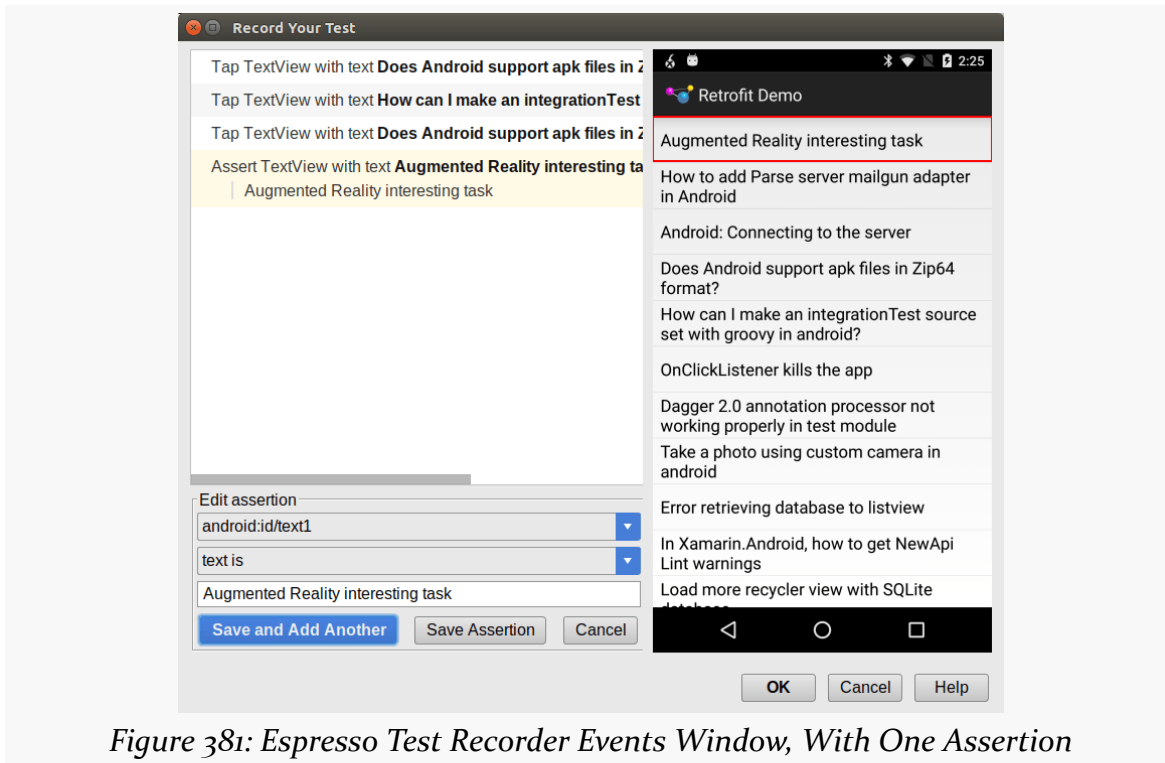 Record Your Test
Tap TextView with text Does Android support apk files in Z
Tap TextView with text How can I make an integrationTest
Tap TextView with text Does Android support apk files in Z
Assert TextView with text Augmented Reality interesting ta
Augmented Reality interesting task
Edit assertion
android:id/text1
text is
Augmented Reality interesting task
Save and Add Another
Save Assertion
Cancel
2:25
Retrofit Demo
Augmented Reality interesting task
How to add Parse server mailgun adapter
in Android
Android: Connecting to the server
Does Android support apk files in Zip64
format?
How can I make an integrationTest source
set with groovy in android?
OnClickListener kills the app
Dagger 2.0 annotation processor not
working properly in test module
Take a photo using custom camera in
android
Error retrieving database to listview
In Xamarin.Android, how to get NewApi
Lint warnings
Load more recycler view with SQLite
database
OK
Cancel
Help
Figure 381: Espresso Test Recorder Events Window, With One Assertion